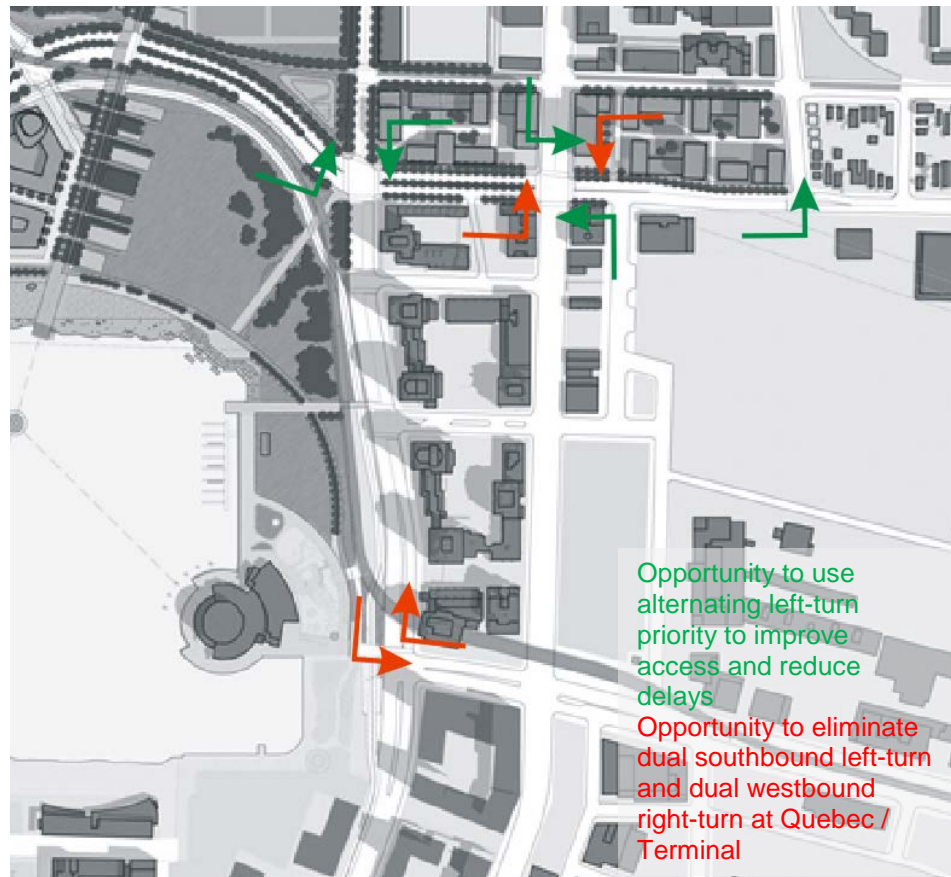 Opportunity to use
alternating left-turn
priority to improve
access and reduce
delays
Opportunity to eliminate
dual southbound left-turn
and dual westbound
right-turn at Quebec /
Terminal